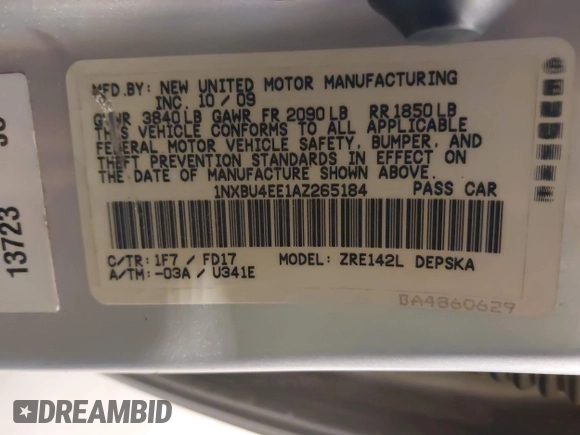 MFD.BY: NEW UNITED MOTOR MANUFACTURING
INC. 10/09
GVWR 3840LB GAWR FR 2090LB RR 1850LB
THIS VEHICLE CONFORMS TO ALL APPLICABLE
FEDERAL MOTOR VEHICLE SAFETY, BUMPER, AND
THEFT PREVENTION STANDARDS IN EFFECT ON
THE DATE OF MANUFACTURE SHOWN ABOVE.
1NXBU4EE1AZ265184 PASS CAR
C/TR: 1F7 / FD17 MODEL: ZRE142L DEPSKA
A/TM: -03A / U341E
BA4860629
13723
DREAMBID